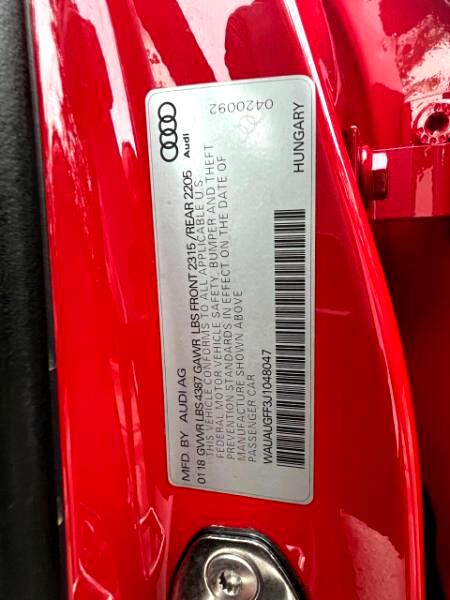 MFD. BY AUDI AG
01 18 GVWR LBS 4387 GAWR LBS FRONT 2315 / REAR 2205
THIS VEHICLE CONFORMS TO ALL APPLICABLE U.S.
FEDERAL MOTOR VEHICLE SAFETY, BUMPER AND THEFT
PREVENTION STANDARDS IN EFFECT ON THE DATE OF
MANUFACTURE SHOWN ABOVE
PASSENGER CAR
WAUAUGFF3J1048047
Audi
HUNGARY
0420092